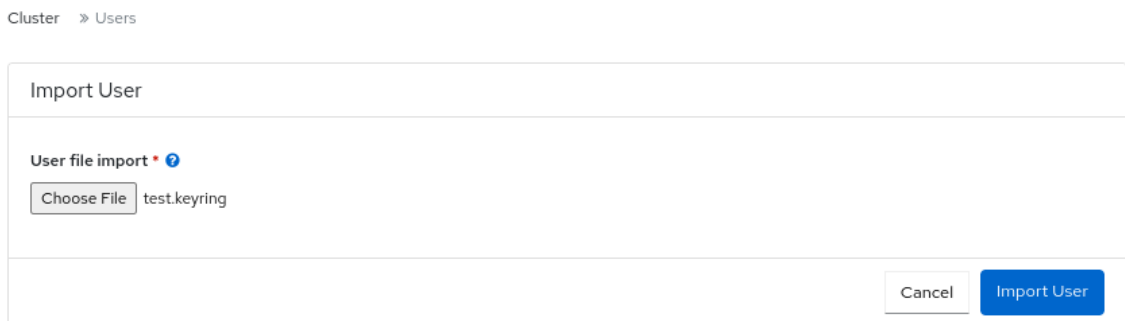 Cluster » Users
Import User
User file import * ?
Choose File test.keyring
Cancel Import User